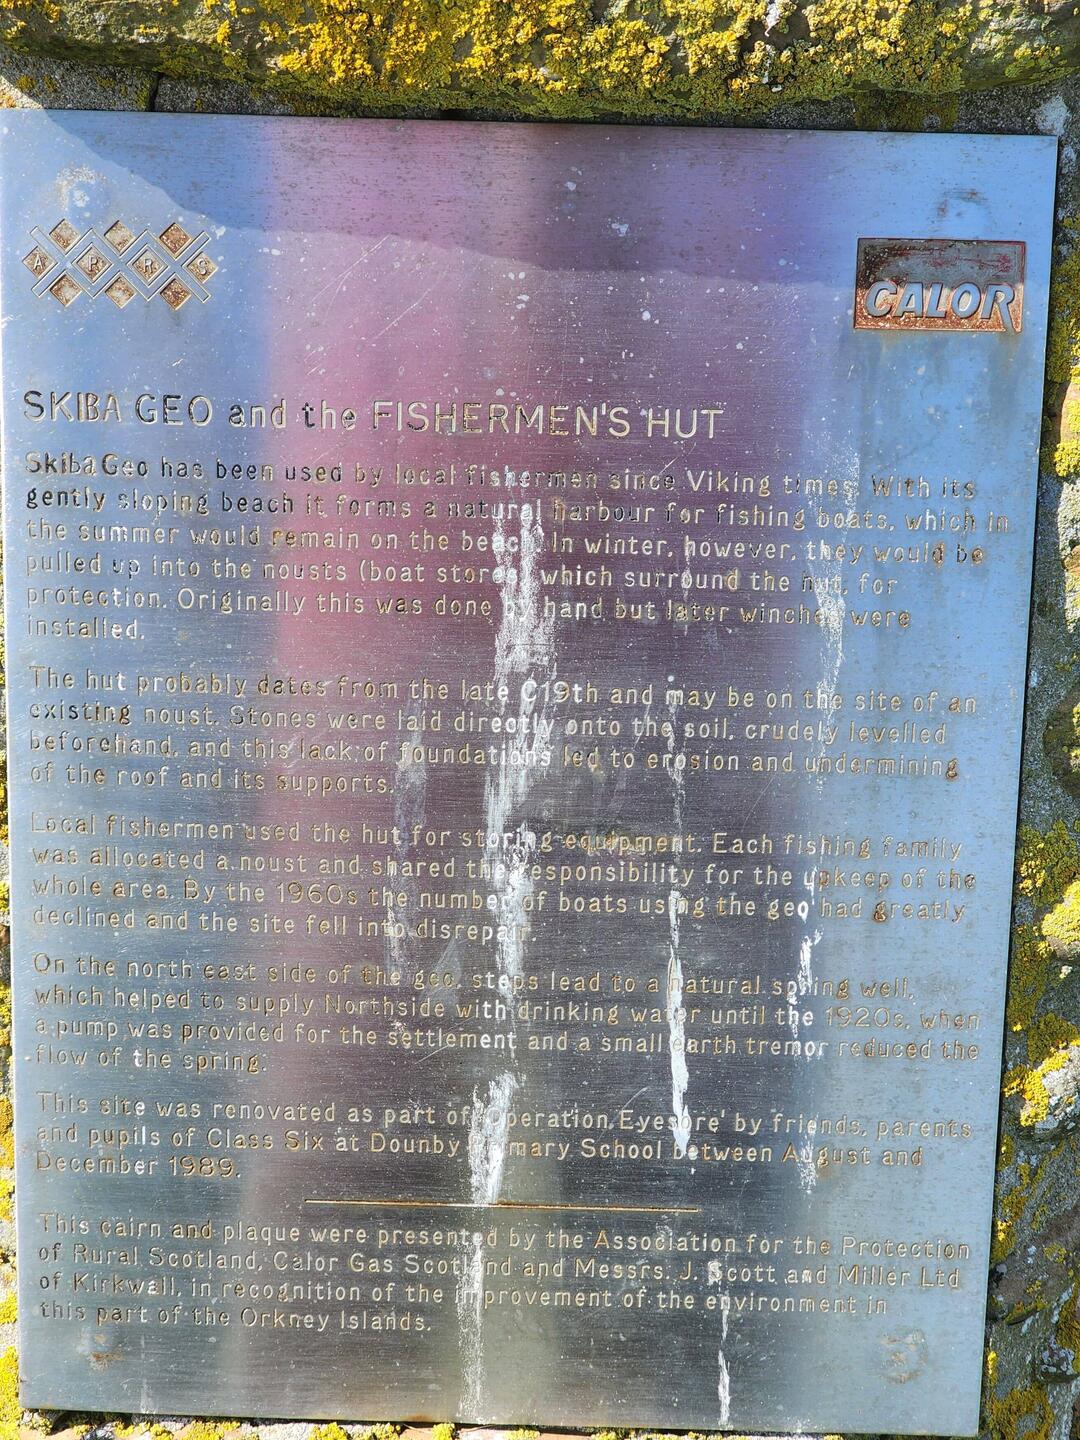 A P R S
CALOR
SKIBA GEO and the FISHERMEN'S HUT
Skiba Geo has been used by local fishermen since Viking times. With its
gently sloping beach it forms a natural harbour for fishing boats, which in
the summer would remain on the beach. In winter, however, they would be
pulled up into the nousts (boat stores) which surround the hut, for
protection. Originally this was done by hand but later winches were
installed.
The hut probably dates from the late C19th and may be on the site of an
existing noust. Stones were laid directly onto the soil, crudely levelled
beforehand, and this lack of foundations led to erosion and undermining
of the roof and its supports.
Local fishermen used the hut for storing equipment. Each fishing family
was allocated a noust and shared the responsibility for the upkeep of the
whole area. By the 1960s the number of boats using the geo had greatly
declined and the site fell into disrepair.
On the north east side of the geo, steps lead to a natural spring well,
which helped to supply Northside with drinking water until the 1920s, when
a pump was provided for the settlement and a small earth tremor reduced the
flow of the spring.
This site was renovated as part of 'Operation Eyesore' by friends, parents
and pupils of Class Six at Dounby Primary School between August and
December 1989.
This cairn and plaque were presented by the Association for the Protection
of Rural Scotland, Calor Gas Scotland and Messrs. J. Scott and Miller Ltd
of Kirkwall, in recognition of the improvement of the environment in
this part of the Orkney Islands.